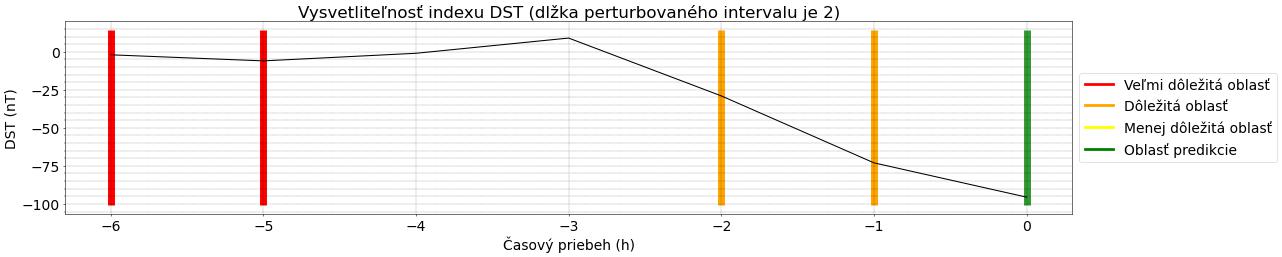 Vysvetliteľnosť indexu DST (dĺžka perturbovaného intervalu je 2)
DST (nT)
0
−25
−50
−75
−100
−6 −5 −4 −3 −2 −1 0
Časový priebeh (h)
Veľmi dôležitá oblasť
Dôležitá oblasť
Menej dôležitá oblasť
Oblasť predikcie